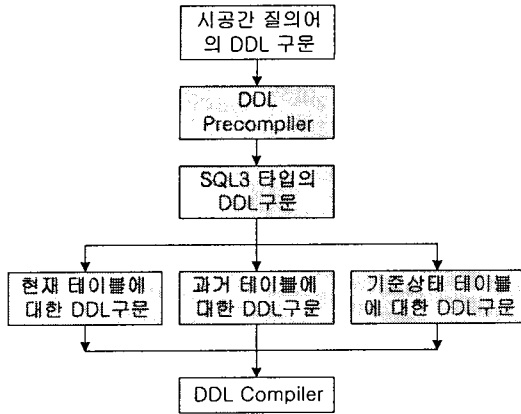 시공간 질의어
의 DDL 구문
DDL
Precompiler
SQL3 타입의
DDL구문
현재 테이블에
대한 DDL구문
과거 테이블에
대한 DDL구문
기준상태 테이블
에 대한 DDL구문
DDL Compiler